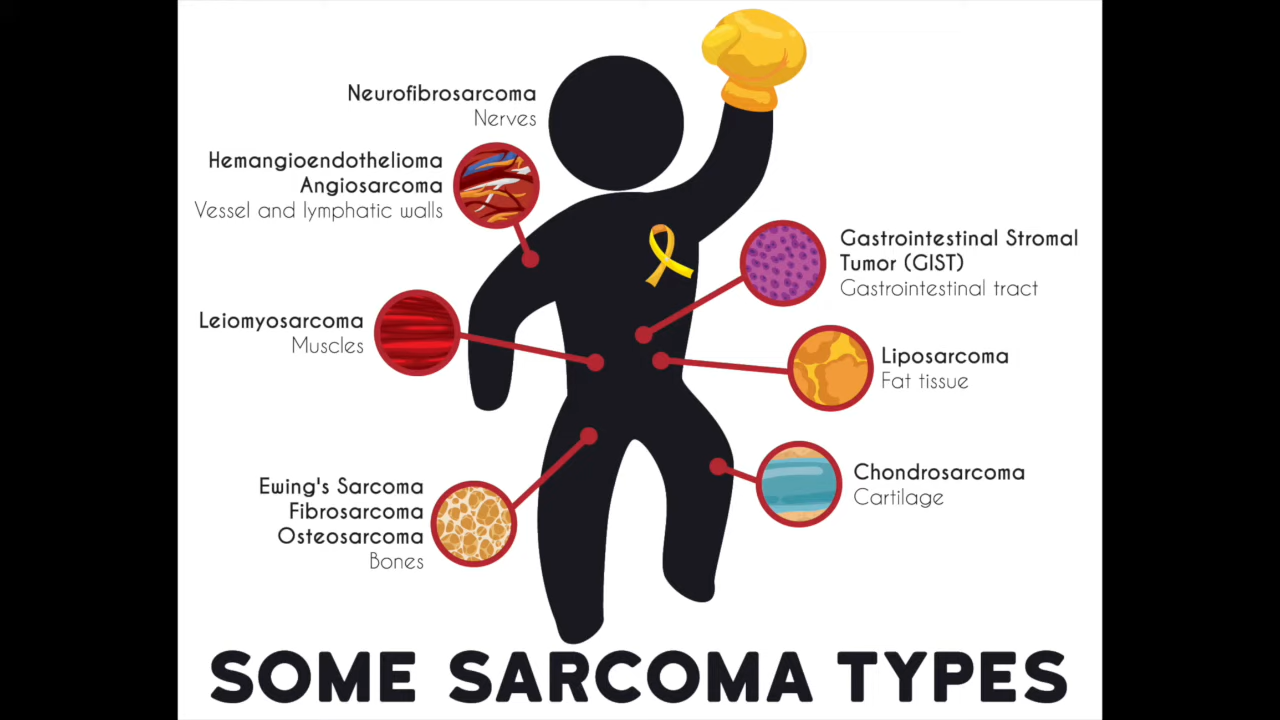 Neurofibrosarcoma
Nerves
Hemangioendothelioma
Angiosarcoma
Vessel and lymphatic walls
Gastrointestinal Stromal
Tumor (GIST)
Gastrointestinal tract
Leiomyosarcoma
Muscles
Liposarcoma
Fat tissue
Chondrosarcoma
Cartilage
Ewing's Sarcoma
Fibrosarcoma
Osteosarcoma
Bones
SOME SARCOMA TYPES